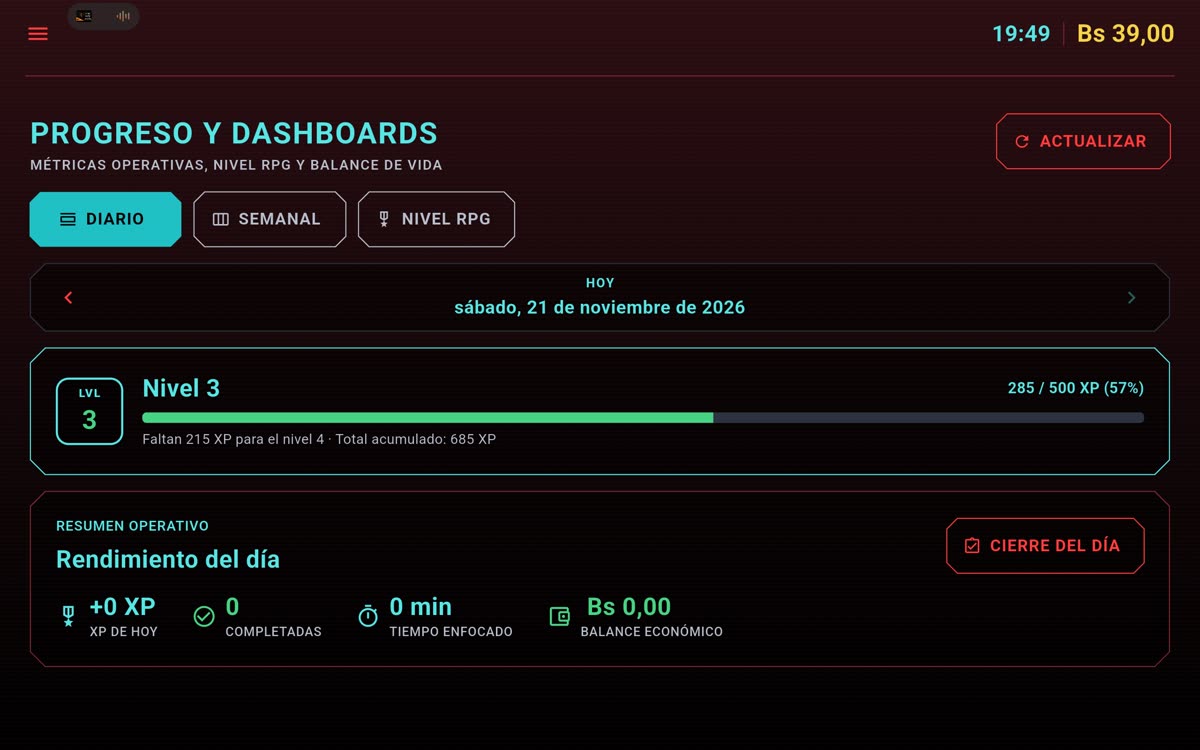 19:49
Bs 39,00
PROGRESO Y DASHBOARDS
MÉTRICAS OPERATIVAS, NIVEL RPG Y BALANCE DE VIDA
ACTUALIZAR
DIARIO
SEMANAL
NIVEL RPG
HOY
sábado, 21 de noviembre de 2026
LVL
3
Nivel 3
285 / 500 XP (57%)
Faltan 215 XP para el nivel 4 · Total acumulado: 685 XP
RESUMEN OPERATIVO
Rendimiento del día
CIERRE DEL DÍA
+0 XP
XP DE HOY
0
COMPLETADAS
0 min
TIEMPO ENFOCADO
Bs 0,00
BALANCE ECONÓMICO